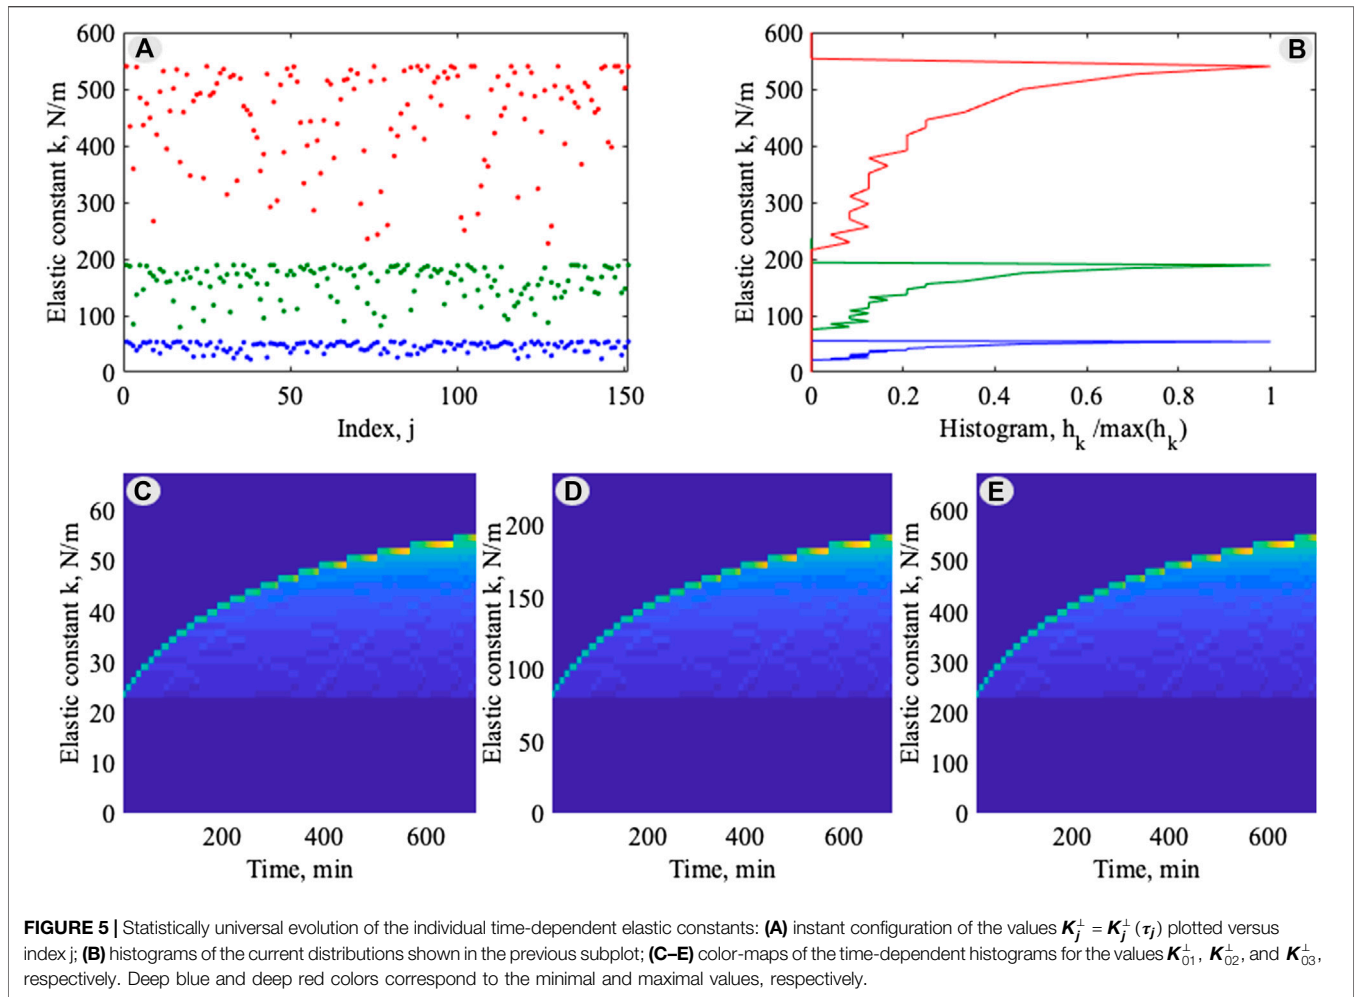 A
600
500
400
300
200
100
0
Elastic constant k, N/m
0 50 100 150
Index, j
B
600
500
400
300
200
100
0
Elastic constant k, N/m
0 0.2 0.4 0.6 0.8 1
Histogram, h_k /max(h_k)
C
60
50
40
30
20
10
0
Elastic constant k, N/m
200 400 600
Time, min
D
200
150
100
50
0
Elastic constant k, N/m
200 400 600
Time, min
E
600
500
400
300
200
100
0
Elastic constant k, N/m
200 400 600
Time, min
FIGURE 5 | Statistically universal evolution of the individual time-dependent elastic constants: (A) instant configuration of the values K_j^⊥ = K_j^⊥ (τ_j) plotted versus
index j; (B) histograms of the current distributions shown in the previous subplot; (C–E) color-maps of the time-dependent histograms for the values K_01^⊥, K_02^⊥, and K_03^⊥,
respectively. Deep blue and deep red colors correspond to the minimal and maximal values, respectively.